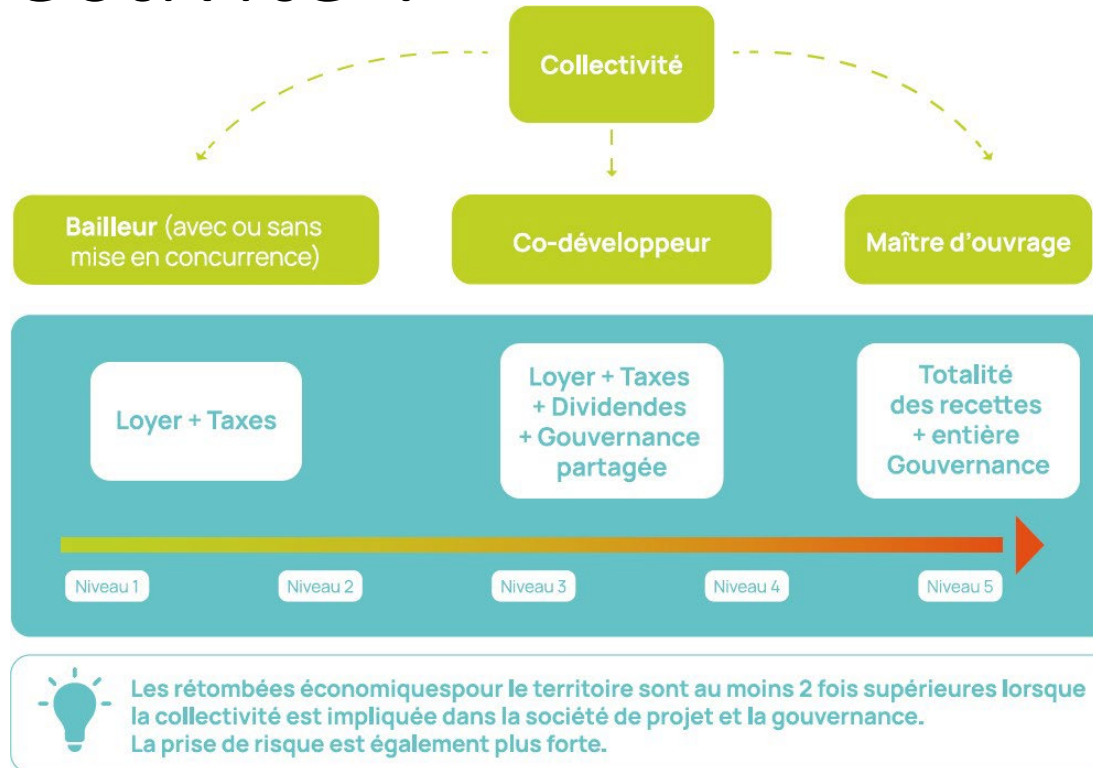 Collectivité
Bailleur (avec ou sans
mise en concurrence)
Co-développeur
Maître d'ouvrage
Loyer + Taxes
Loyer + Taxes
+ Dividendes
+ Gouvernance
partagée
Totalité
des recettes
+ entière
Gouvernance
Niveau 1
Niveau 2
Niveau 3
Niveau 4
Niveau 5
Les rétombées économiquespour le territoire sont au moins 2 fois supérieures lorsque
la collectivité est impliquée dans la société de projet et la gouvernance.
La prise de risque est également plus forte.